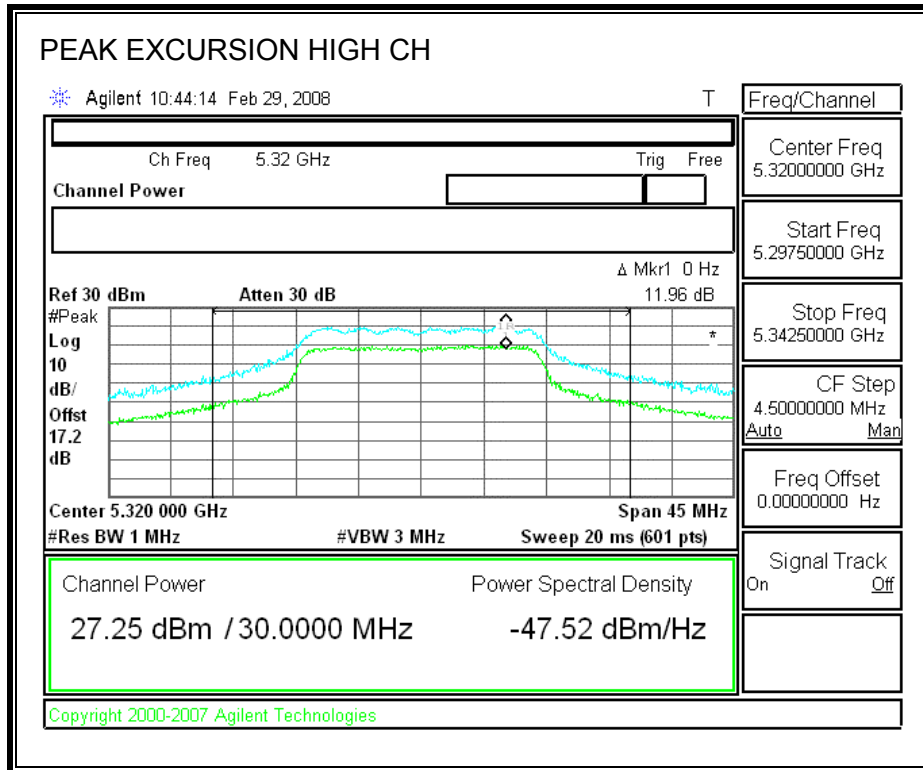 PEAK EXCURSION HIGH CH
Agilent 10:44:14 Feb 29, 2008 T
Ch Freq 5.32 GHz Trig Free
Channel Power
Δ Mkr1 0 Hz
Ref 30 dBm Atten 30 dB 11.96 dB
#Peak
Log
10
dB/
Offst
17.2
dB
1R
*
Center 5.320 000 GHz Span 45 MHz
#Res BW 1 MHz #VBW 3 MHz Sweep 20 ms (601 pts)
Channel Power Power Spectral Density
27.25 dBm / 30.0000 MHz -47.52 dBm/Hz
Copyright 2000-2007 Agilent Technologies
Freq/Channel
Center Freq
5.32000000 GHz
Start Freq
5.29750000 GHz
Stop Freq
5.34250000 GHz
CF Step
4.50000000 MHz
Auto Man
Freq Offset
0.00000000 Hz
Signal Track
On Off